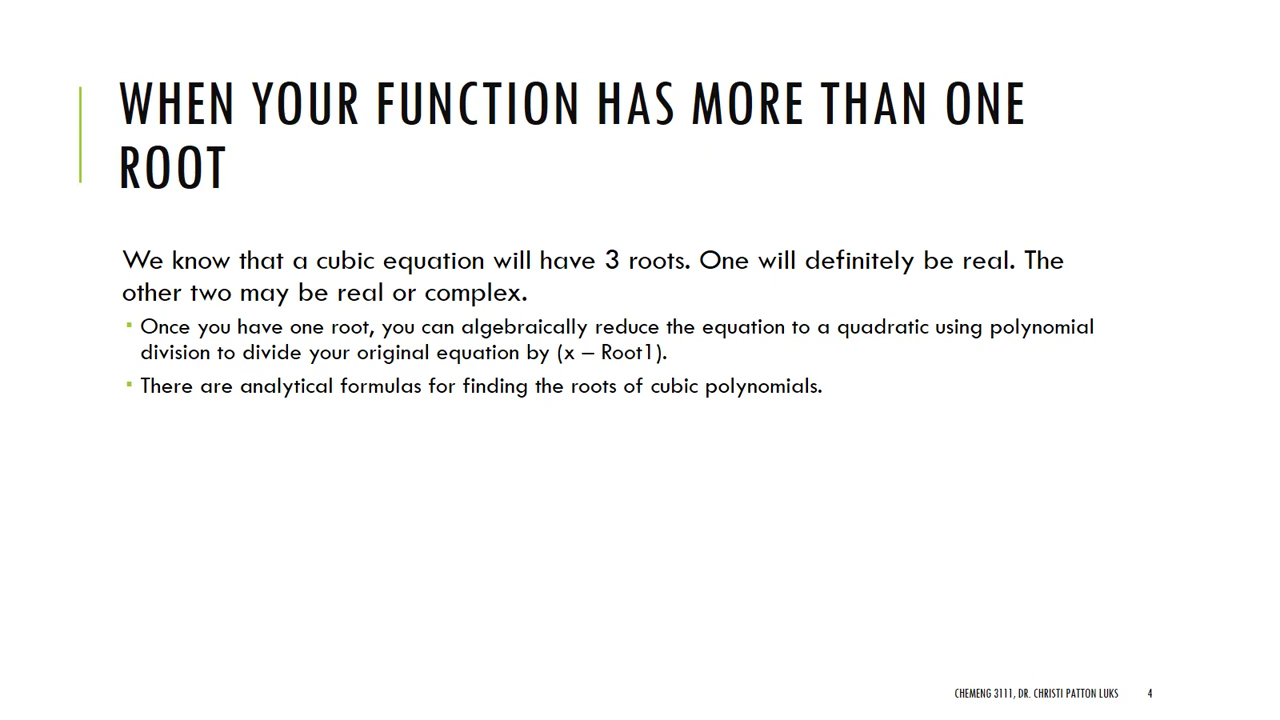 WHEN YOUR FUNCTION HAS MORE THAN ONE
ROOT
We know that a cubic equation will have 3 roots. One will definitely be real. The
other two may be real or complex.
▪ Once you have one root, you can algebraically reduce the equation to a quadratic using polynomial
division to divide your original equation by (x – Root1).
▪ There are analytical formulas for finding the roots of cubic polynomials.
CHEMENG 3111, DR. CHRISTI PATTON LUKS 4